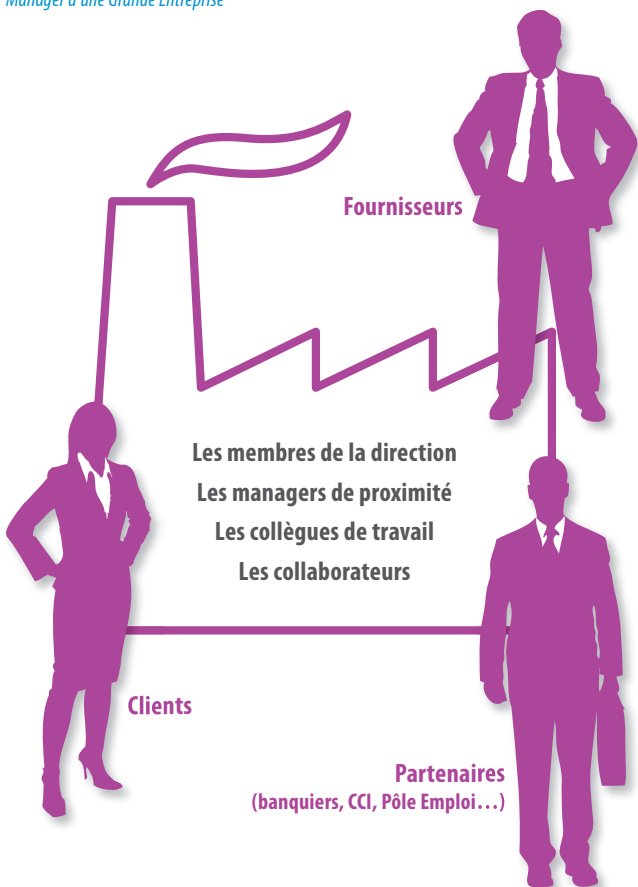 Manager d'une Grande Entreprise
Fournisseurs
Les membres de la direction
Les managers de proximité
Les collègues de travail
Les collaborateurs
Clients
Partenaires
(banquiers, CCI, Pôle Emploi…)